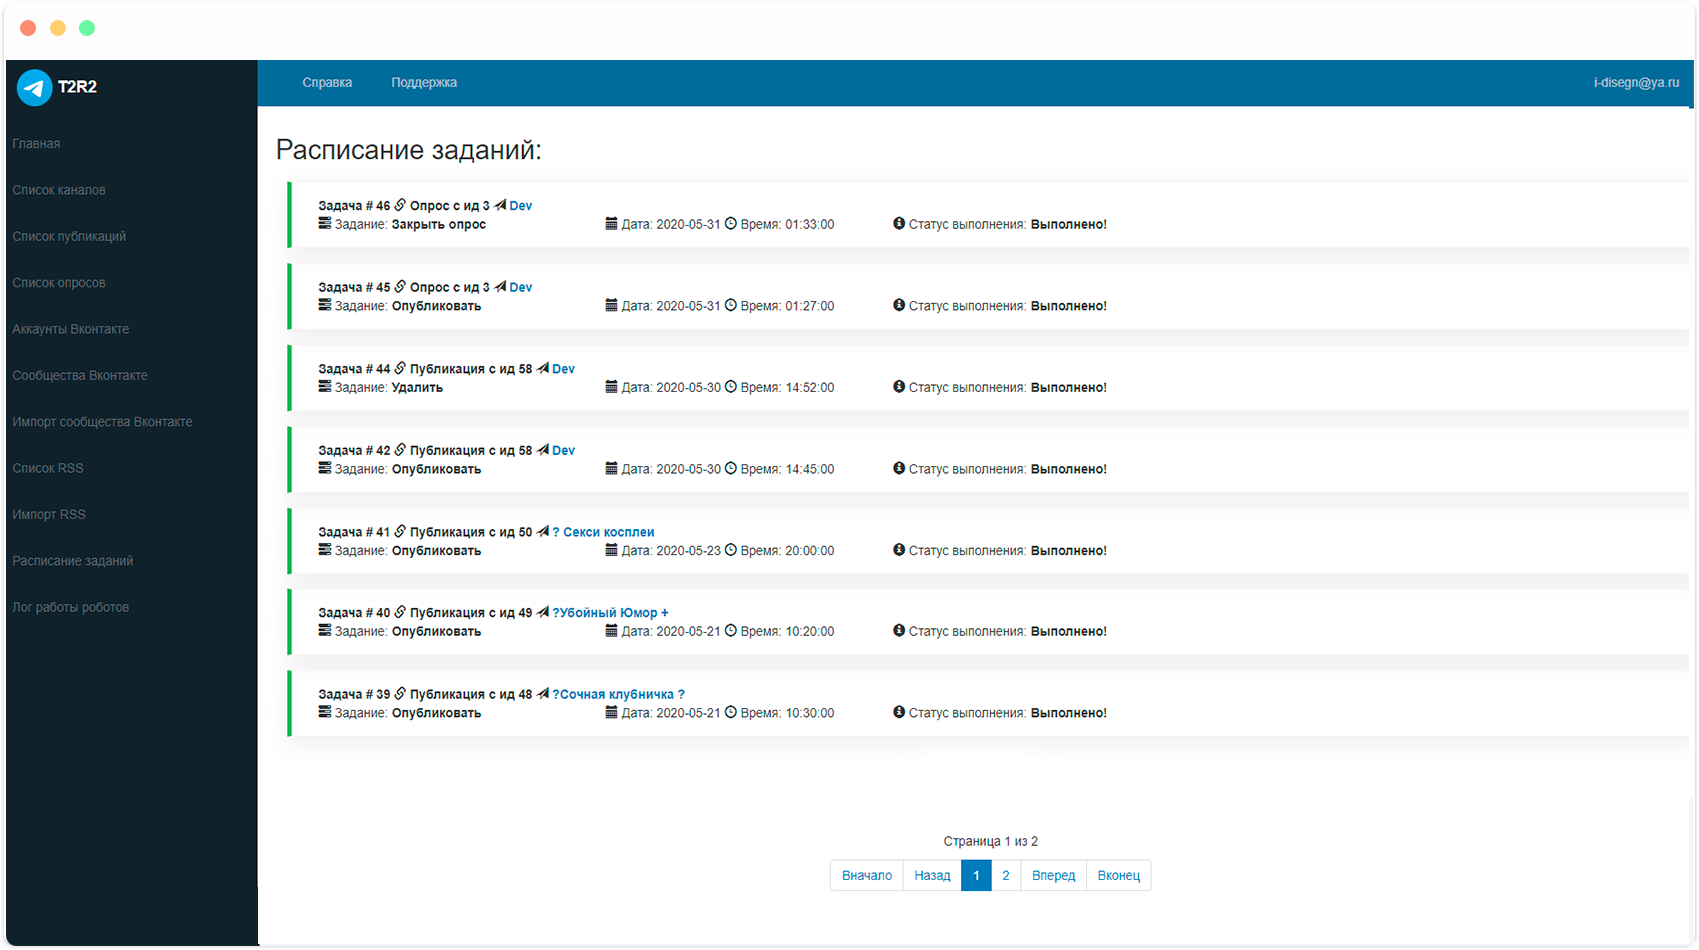 T2R2
Справка
Поддержка
i-disegn@ya.ru
Главная
Список каналов
Список публикаций
Список опросов
Аккаунты Вконтакте
Сообщества Вконтакте
Импорт сообщества Вконтакте
Список RSS
Импорт RSS
Расписание заданий
Лог работы роботов
Расписание заданий:
Задача # 46 Опрос с ид 3 Dev
Задание: Закрыть опрос Дата: 2020-05-31 Время: 01:33:00 Статус выполнения: Выполнено!
Задача # 45 Опрос с ид 3 Dev
Задание: Опубликовать Дата: 2020-05-31 Время: 01:27:00 Статус выполнения: Выполнено!
Задача # 44 Публикация с ид 58 Dev
Задание: Удалить Дата: 2020-05-30 Время: 14:52:00 Статус выполнения: Выполнено!
Задача # 42 Публикация с ид 58 Dev
Задание: Опубликовать Дата: 2020-05-30 Время: 14:45:00 Статус выполнения: Выполнено!
Задача # 41 Публикация с ид 50 ? Секси косплеи
Задание: Опубликовать Дата: 2020-05-23 Время: 20:00:00 Статус выполнения: Выполнено!
Задача # 40 Публикация с ид 49 ?Убойный Юмор +
Задание: Опубликовать Дата: 2020-05-21 Время: 10:20:00 Статус выполнения: Выполнено!
Задача # 39 Публикация с ид 48 ?Сочная клубничка ?
Задание: Опубликовать Дата: 2020-05-21 Время: 10:30:00 Статус выполнения: Выполнено!
Страница 1 из 2
Вначало Назад 1 2 Вперед Вконец